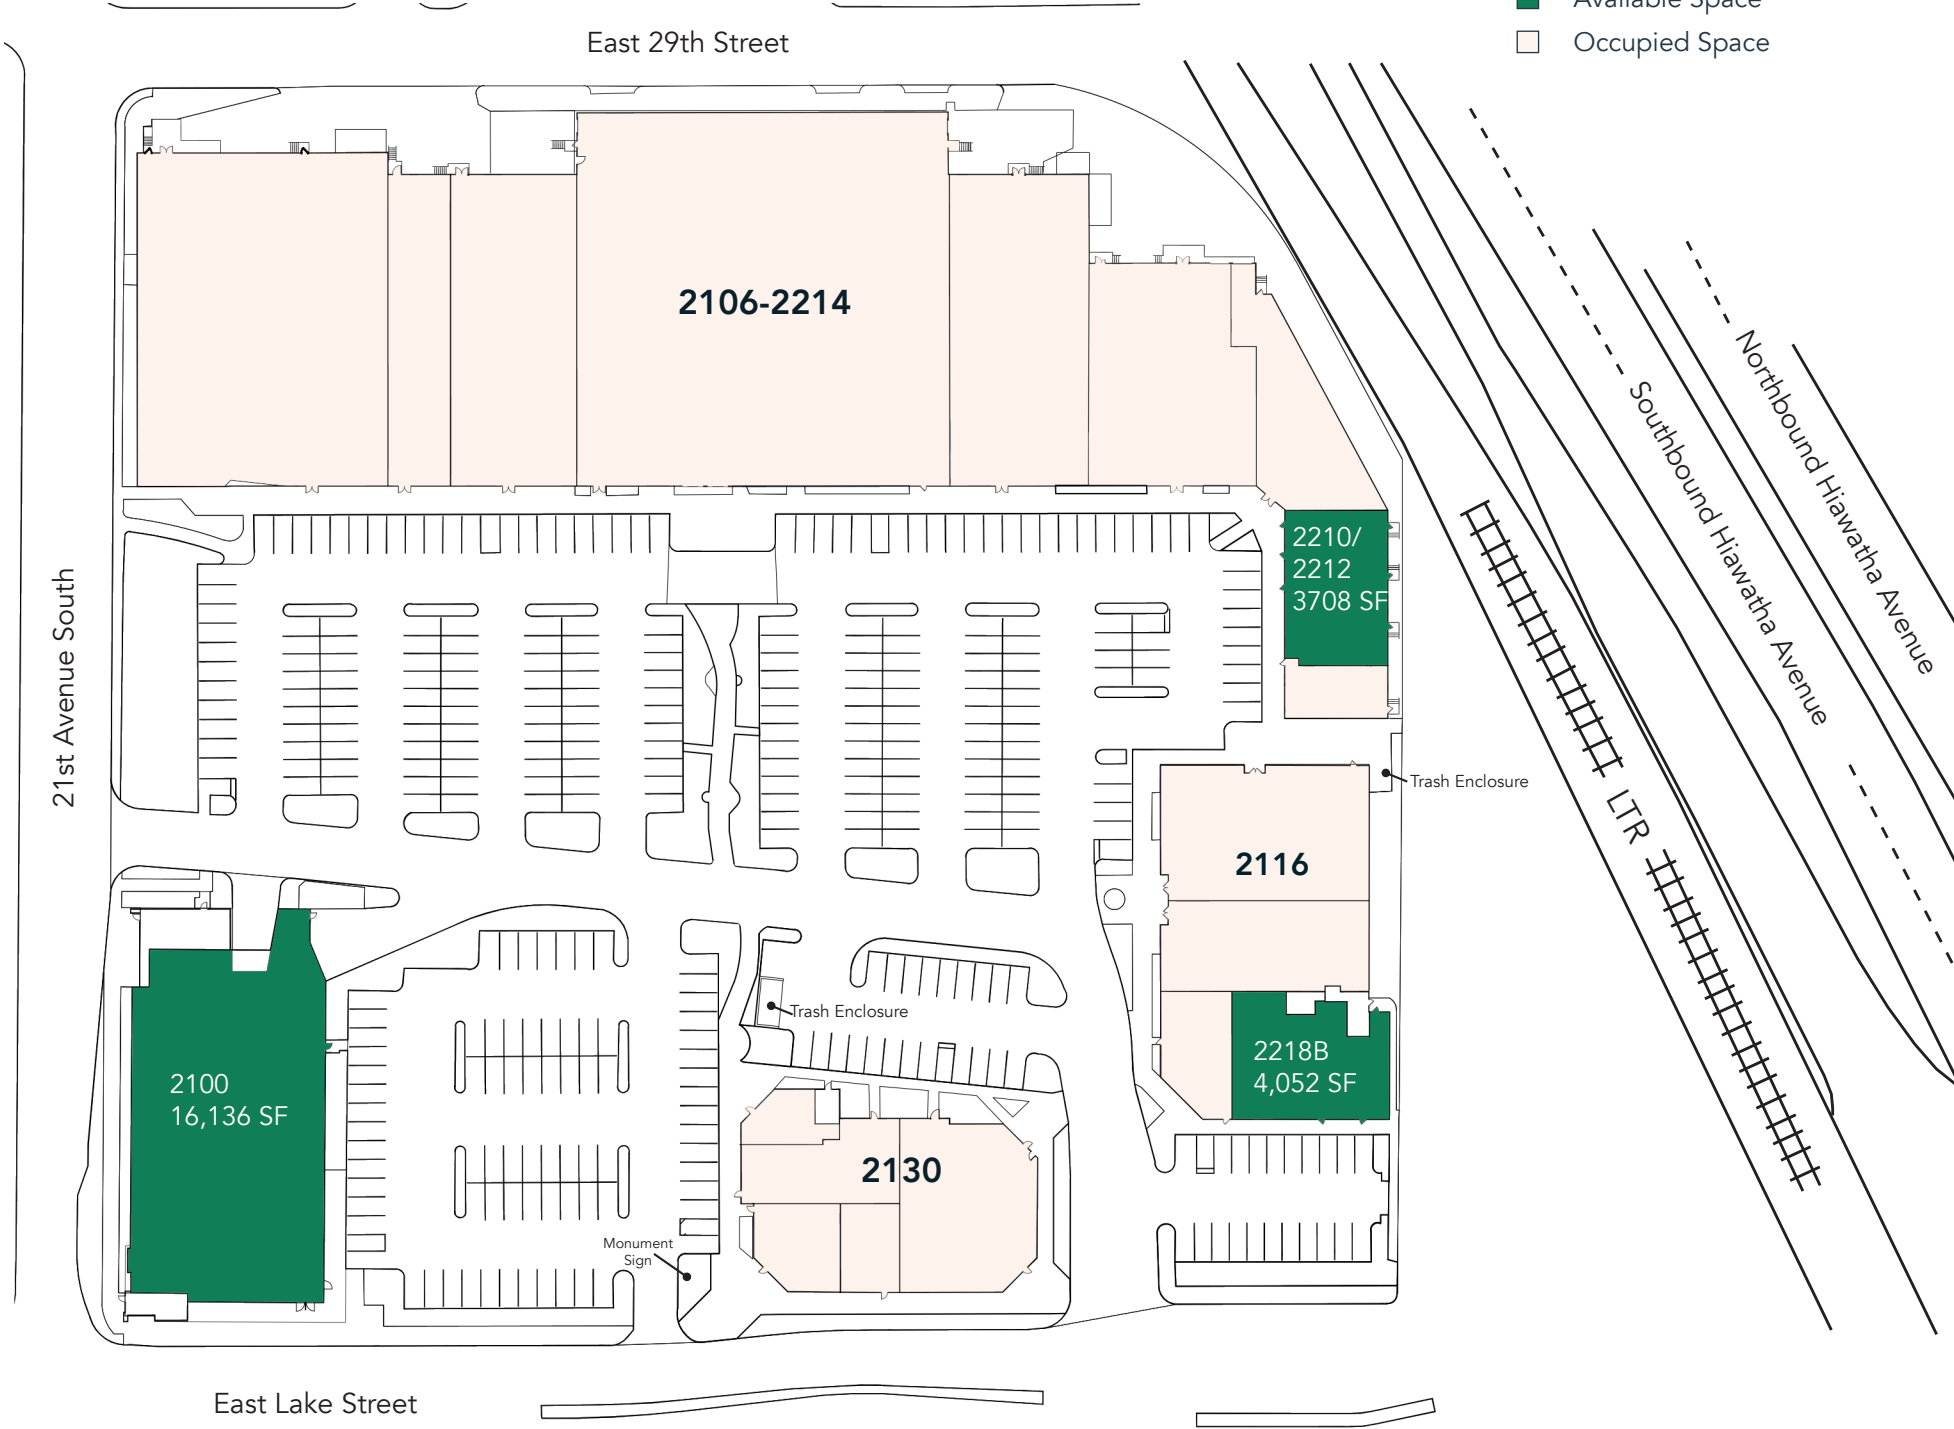 Available Space
East 29th Street
Occupied Space
2106-2214
Northbound Hiawatha Avenue
Southbound Hiawatha Avenue
2210/
2212
3708 SF
21st Avenue South
Trash Enclosure
LTR
2116
Trash Enclosure
2218B
4,052 SF
2100
16,136 SF
2130
Monument
Sign
East Lake Street